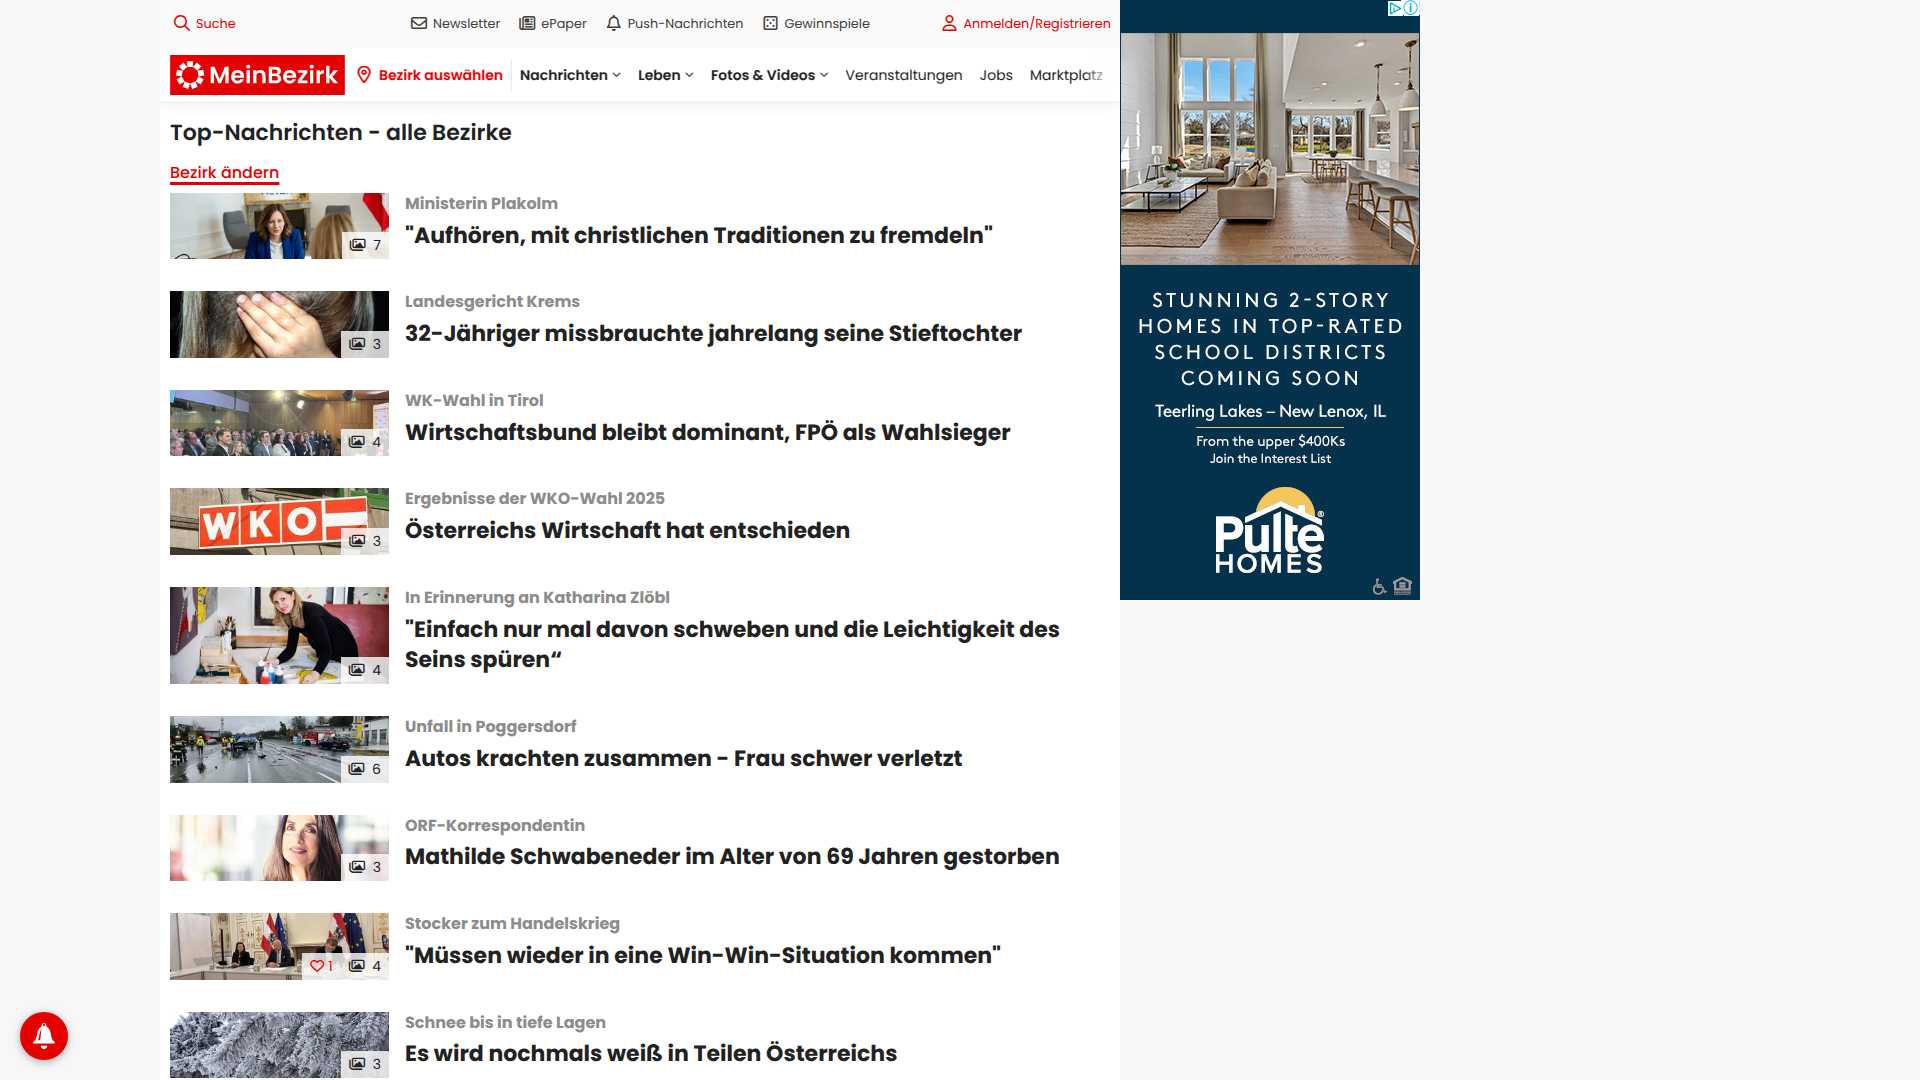 Suche
Newsletter
ePaper
Push-Nachrichten
Gewinnspiele
Anmelden/Registrieren
MeinBezirk
Bezirk auswählen
Nachrichten
Leben
Fotos & Videos
Veranstaltungen
Jobs
Marktplatz
Top-Nachrichten - alle Bezirke
Bezirk ändern
7
Ministerin Plakolm
"Aufhören, mit christlichen Traditionen zu fremdeln"
3
Landesgericht Krems
32-Jähriger missbrauchte jahrelang seine Stieftochter
4
WK-Wahl in Tirol
Wirtschaftsbund bleibt dominant, FPÖ als Wahlsieger
WKO
3
Ergebnisse der WKO-Wahl 2025
Österreichs Wirtschaft hat entschieden
4
In Erinnerung an Katharina Zlöbl
"Einfach nur mal davon schweben und die Leichtigkeit des
Seins spüren“
6
Unfall in Poggersdorf
Autos krachten zusammen - Frau schwer verletzt
3
ORF-Korrespondentin
Mathilde Schwabeneder im Alter von 69 Jahren gestorben
1 4
Stocker zum Handelskrieg
"Müssen wieder in eine Win-Win-Situation kommen"
3
Schnee bis in tiefe Lagen
Es wird nochmals weiß in Teilen Österreichs
STUNNING 2-STORY
HOMES IN TOP-RATED
SCHOOL DISTRICTS
COMING SOON
Teerling Lakes – New Lenox, IL
From the upper $400Ks
Join the Interest List
Pulte®
HOMES